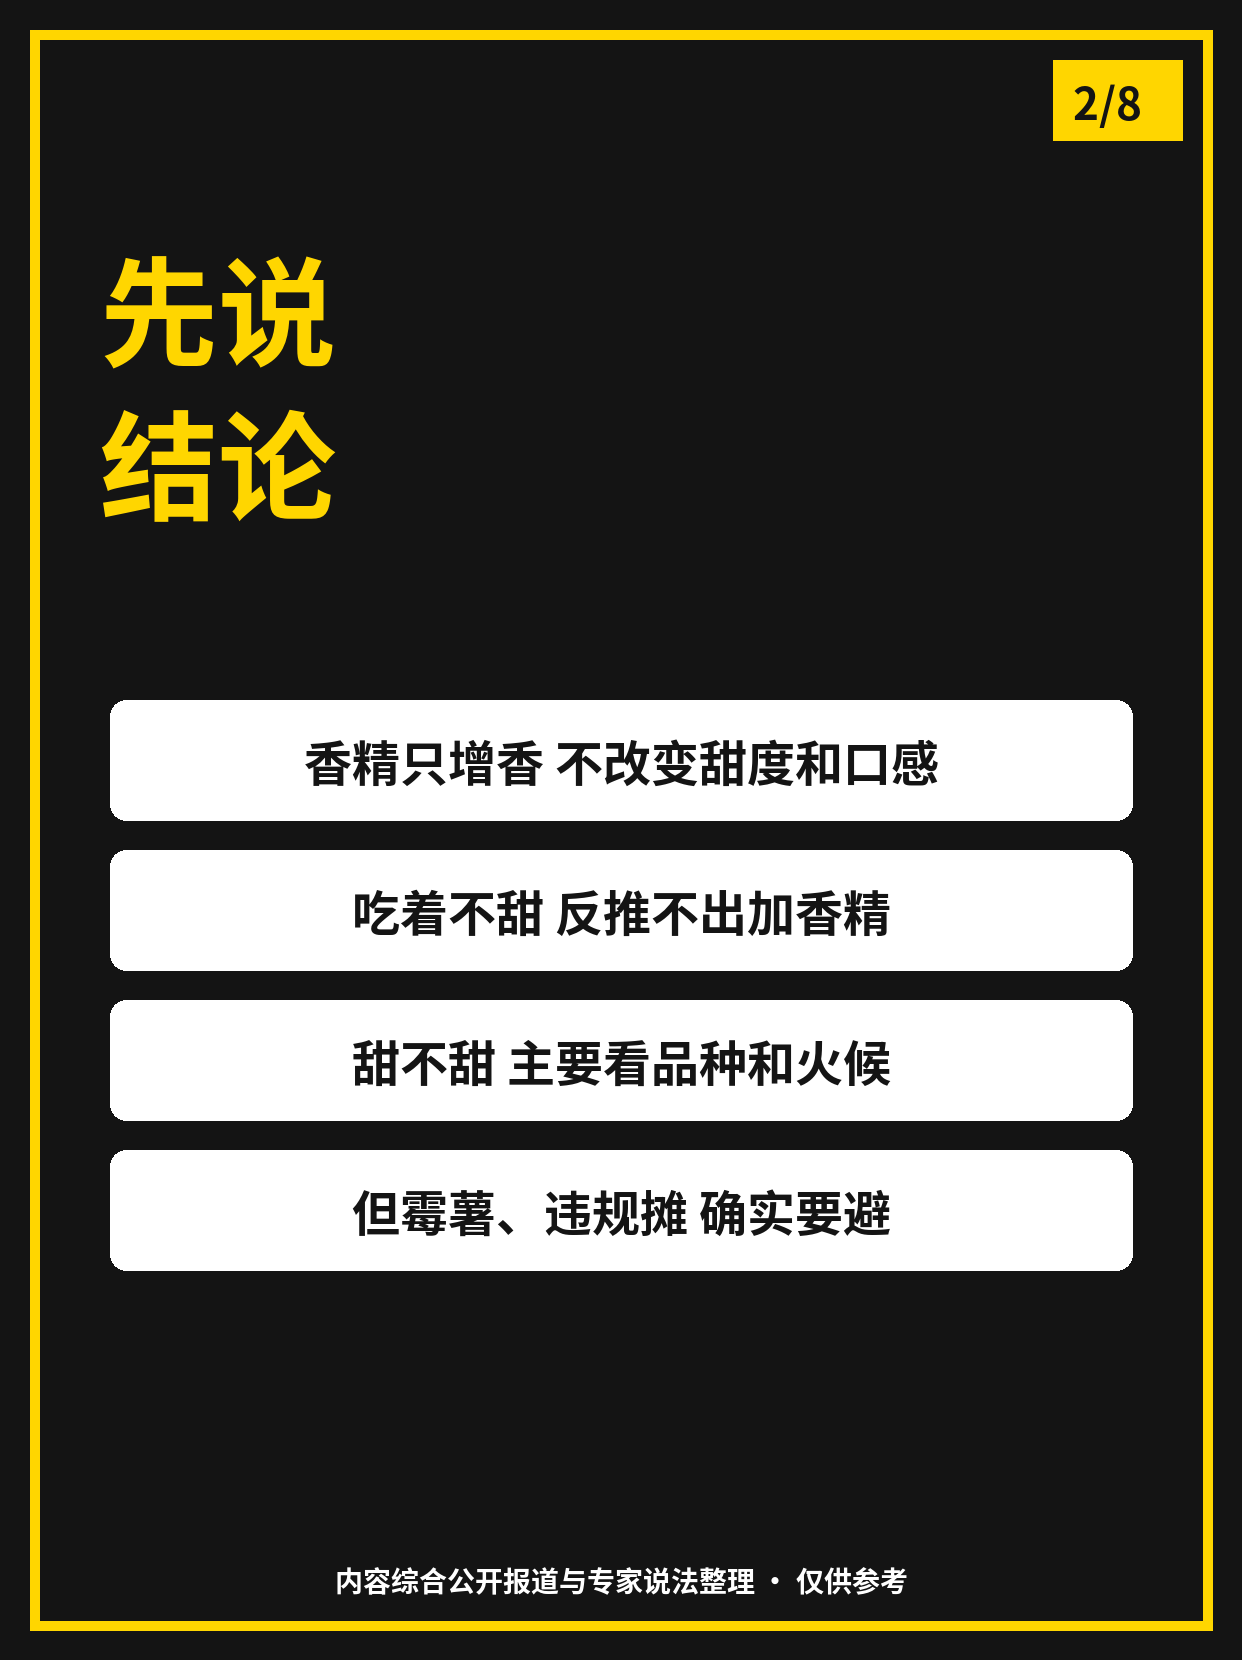 2/8
先说
结论
香精只增香 不改变甜度和口感
吃着不甜 反推不出加香精
甜不甜 主要看品种和火候
但霉薯、违规摊 确实要避
内容综合公开报道与专家说法整理 · 仅供参考